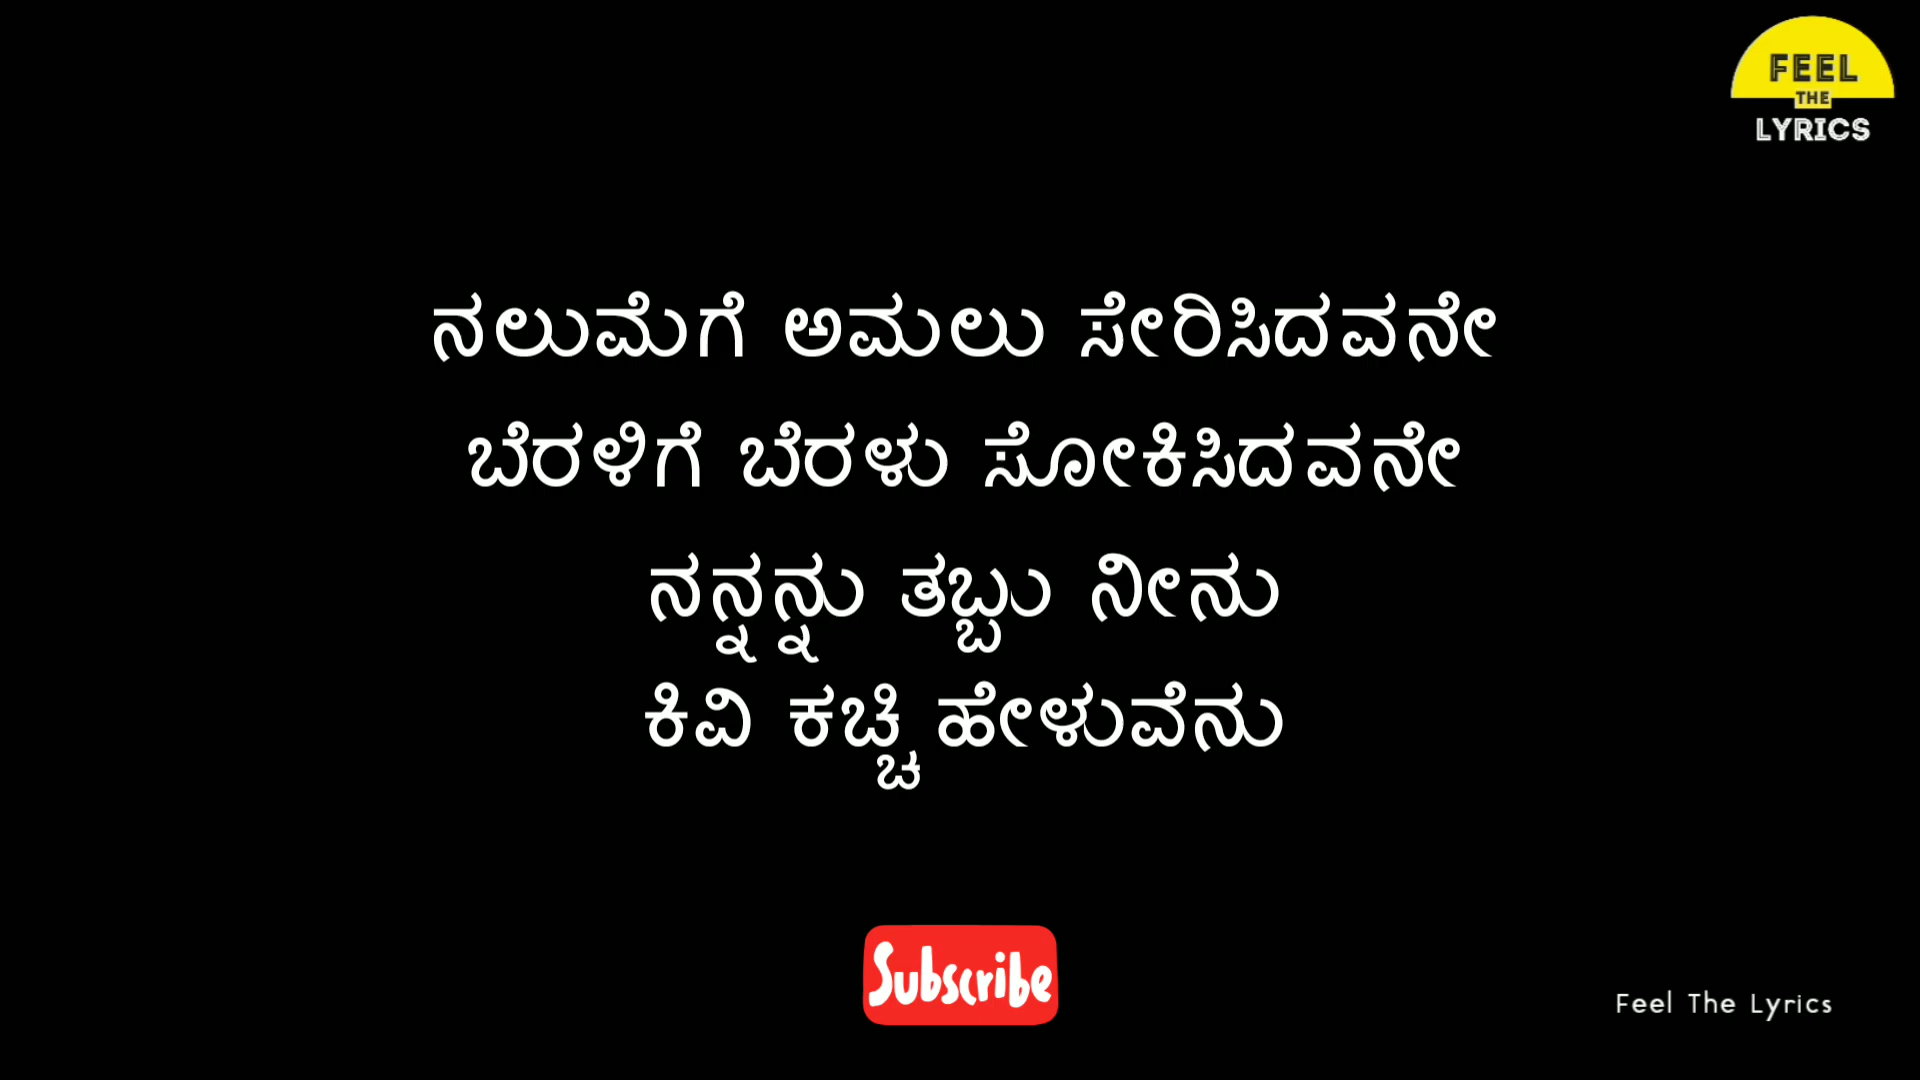 FEEL
THE
LYRICS
ನಲುಮೆಗೆ ಅಮಲು ಸೇರಿಸಿದವನೇ
ಬೆರಳಿಗೆ ಬೆರಳು ಸೋಕಿಸಿದವನೇ
ನನ್ನನ್ನು ತಬ್ಬು ನೀನು
ಕಿವಿ ಕಚ್ಚಿ ಹೇಳುವೆನು
Subscribe
Feel The Lyrics